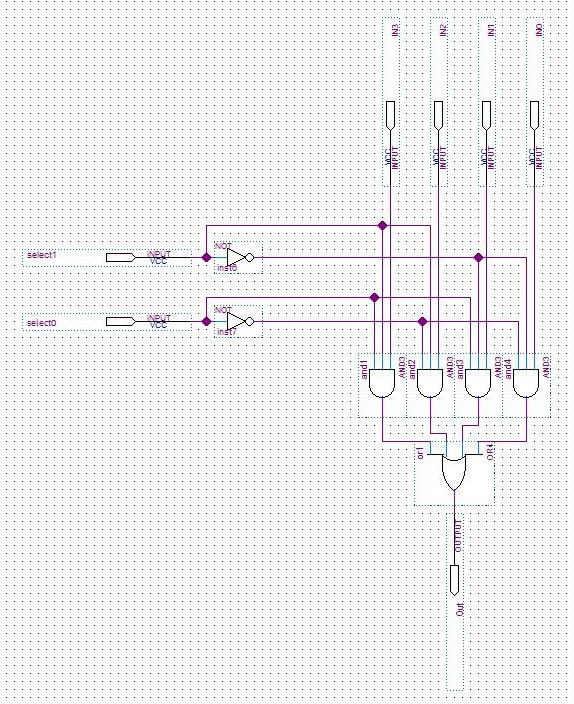 IN3
IN2
IN1
IN0
VCC
INPUT
VCC
INPUT
VCC
INPUT
VCC
INPUT
select1
INPUT
VCC
NOT
inst6
select0
INPUT
VCC
NOT
inst7
and1
AND3
and2
AND3
and3
AND3
and4
AND3
or1
OR4
OUTPUT
Out